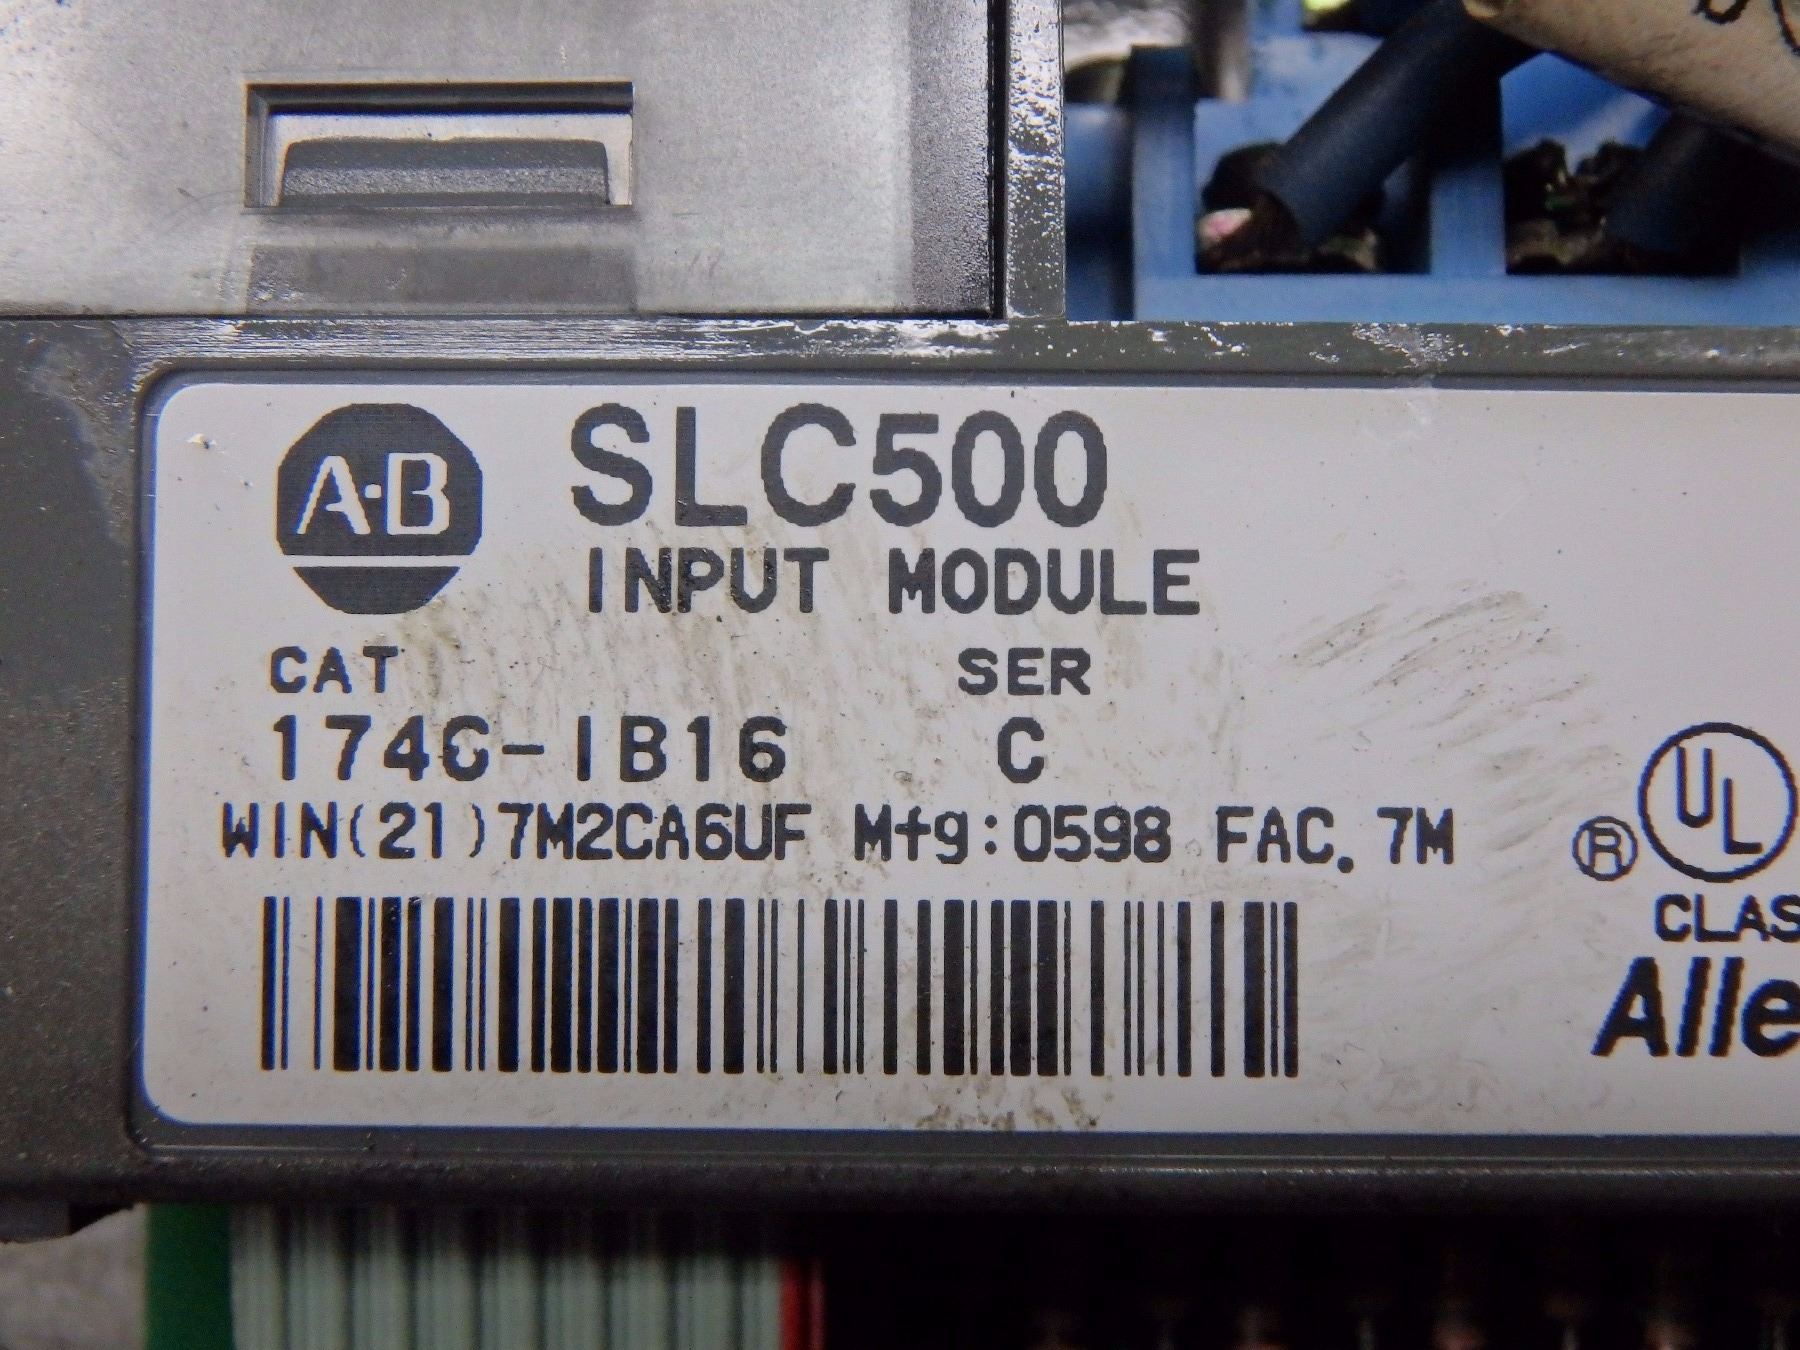 A·B SLC500
INPUT MODULE
CAT SER
1746-IB16 C
WIN(21)7M2CA6UF Mfg:0598 FAC. 7M
® UL
CLAS
Alle